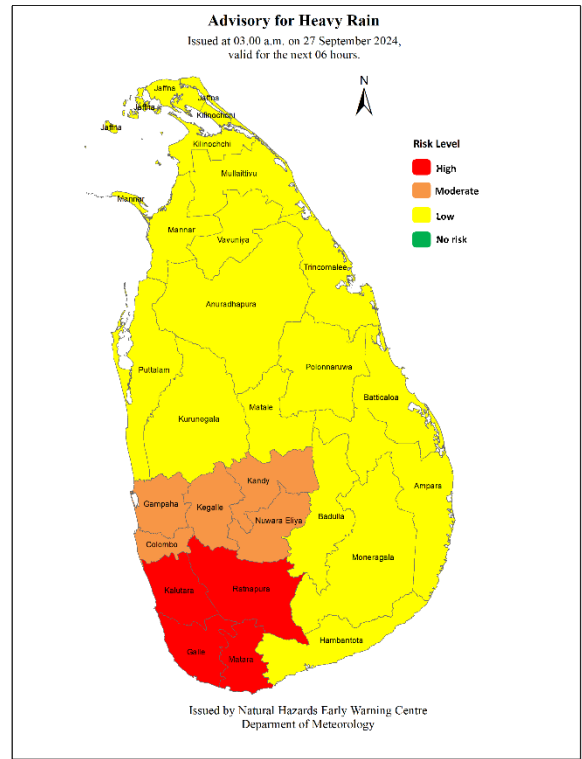 Advisory for Heavy Rain
Issued at 03.00 a.m. on 27 September 2024,
valid for the next 06 hours.
N
Jaffna
Jaffna
Jaffna
Jaffna
Kilinochchi
Kilinochchi
Mullaittivu
Mannar
Mannar
Vavuniya
Trincomalee
Anuradhapura
Risk Level
High
Moderate
Low
No risk
Puttalam
Polonnaruwa
Batticaloa
Matale
Kurunegala
Kandy
Ampara
Gampaha
Kegalle
Nuwara Eliya
Badulla
Colombo
Moneragala
Kalutara
Ratnapura
Hambantota
Galle
Matara
Issued by Natural Hazards Early Warning Centre
Deparment of Meteorology